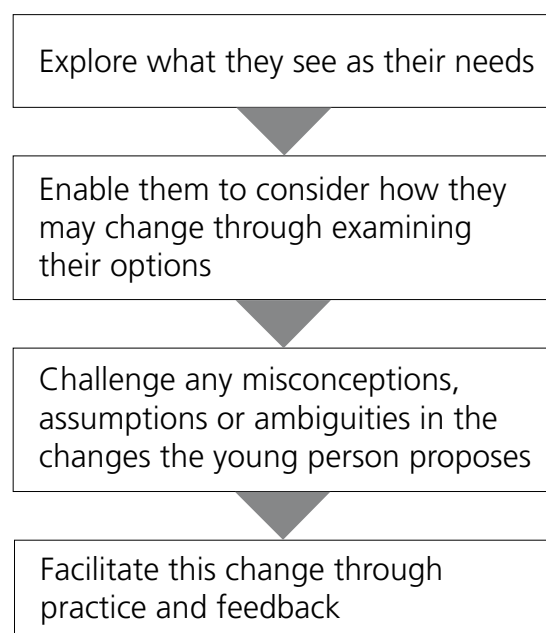 Explore what they see as their needs
Enable them to consider how they
may change through examining
their options
Challenge any misconceptions,
assumptions or ambiguities in the
changes the young person proposes
Facilitate this change through
practice and feedback